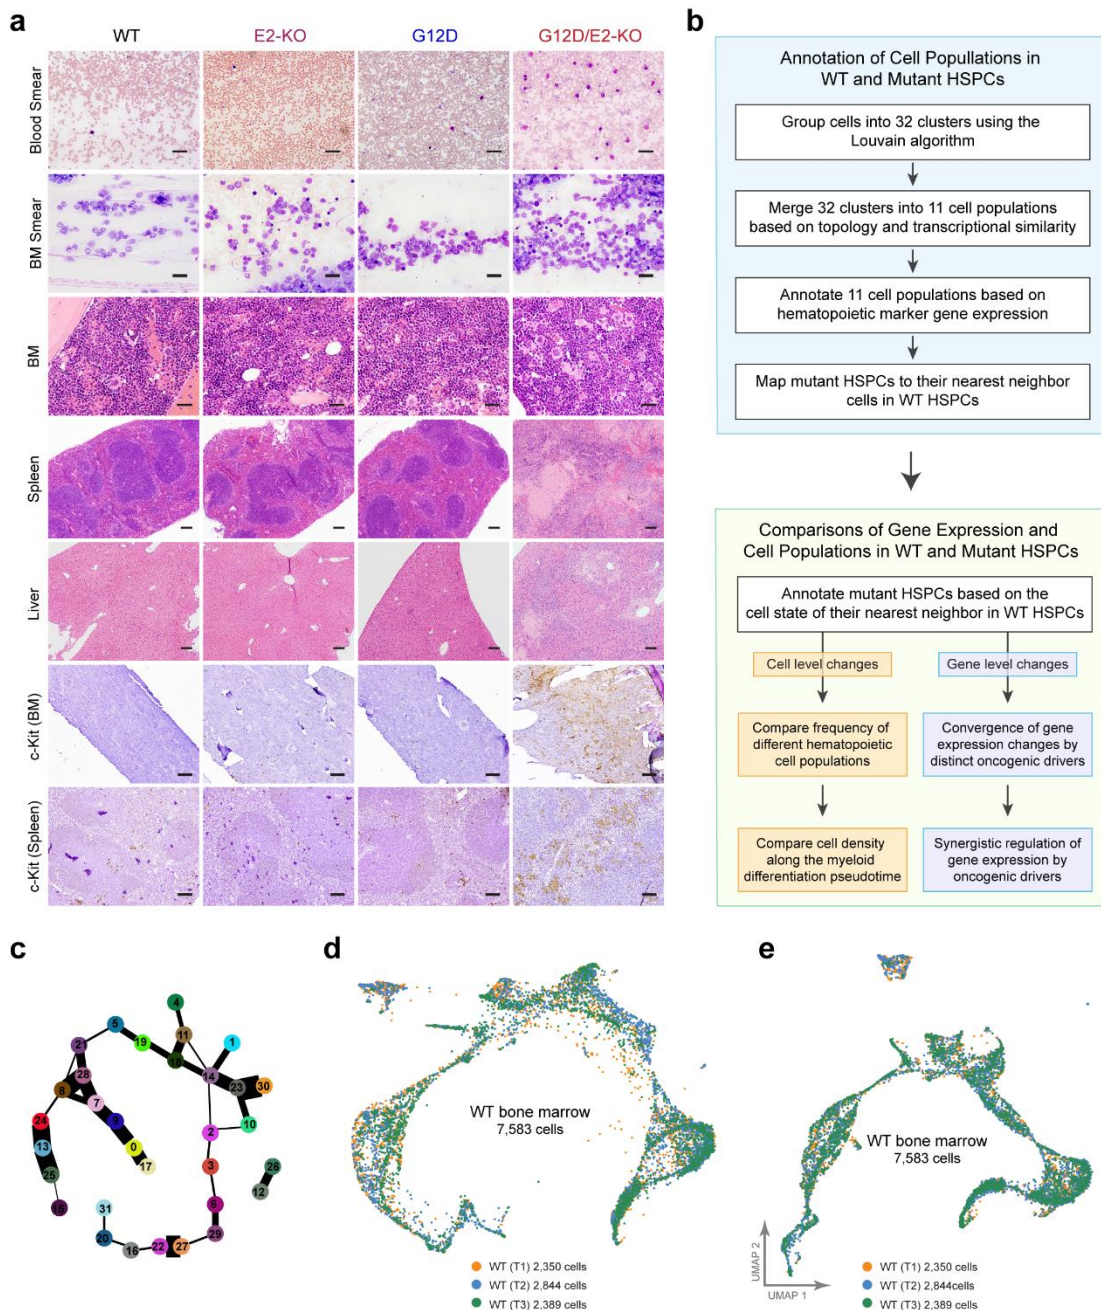 a
WT
E2-KO
G12D
G12D/E2-KO
Blood Smear
BM Smear
BM
Spleen
Liver
c-Kit (BM)
c-Kit (Spleen)
b
Annotation of Cell Popullations in
WT and Mutant HSPCs
Group cells into 32 clusters using the
Louvain algorithm
Merge 32 clusters into 11 cell populations
based on topology and transcriptional similarity
Annotate 11 cell populations based on
hematopoietic marker gene expression
Map mutant HSPCs to their nearest neighbor
cells in WT HSPCs
Comparisons of Gene Expression and
Cell Populations in WT and Mutant HSPCs
Annotate mutant HSPCs based on the
cell state of their nearest neighbor in WT HSPCs
Cell level changes
Gene level changes
Compare frequency of
different hematopoietic
cell populations
Convergence of gene
expression changes by
distinct oncogenic drivers
Compare cell density
along the myeloid
differentiation pseudotime
Synergistic regulation of
gene expression by
oncogenic drivers
c
4
5
11
1
19
21
18
14
28
23
30
8
7
24
9
10
2
13
0
3
17
25
26
12
15
31
6
20
29
16
22
27
d
WT bone marrow
7,583 cells
WT (T1) 2,350 cells
WT (T2) 2,844 cells
WT (T3) 2,389 cells
e
WT bone marrow
7,583 cells
UMAP 2
UMAP 1
WT (T1) 2,350 cells
WT (T2) 2,844cells
WT (T3) 2,389 cells